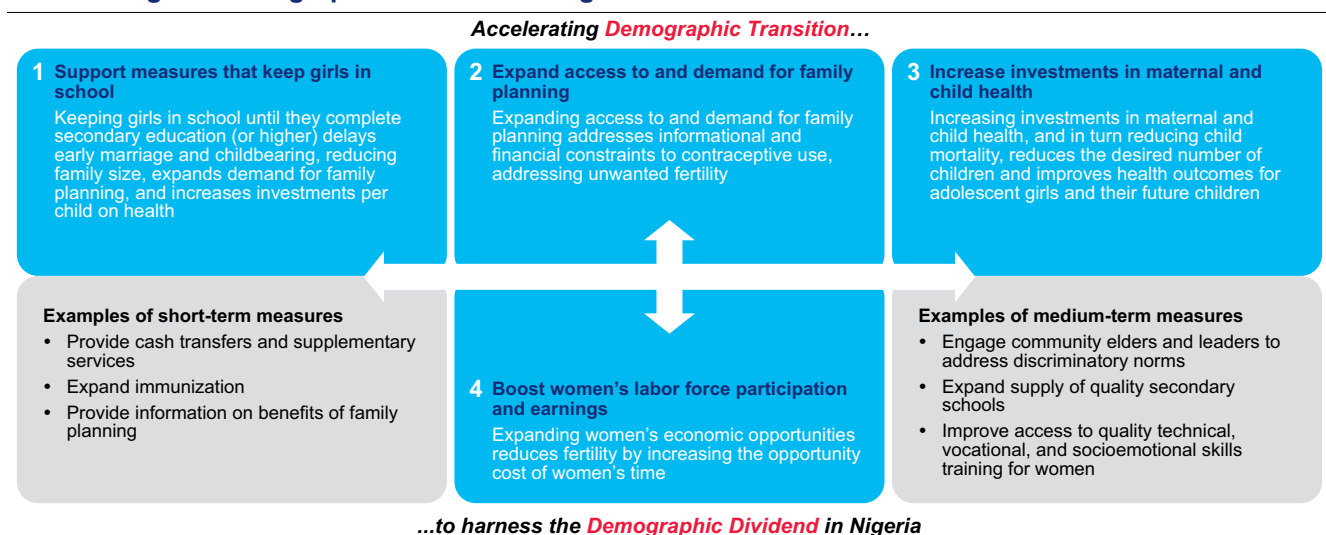 Accelerating Demographic Transition…
1 Support measures that keep girls in
school
Keeping girls in school until they complete
secondary education (or higher) delays
early marriage and childbearing, reducing
family size, expands demand for family
planning, and increases investments per
child on health
2 Expand access to and demand for family
planning
Expanding access to and demand for family
planning addresses informational and
financial constraints to contraceptive use,
addressing unwanted fertility
3 Increase investments in maternal and
child health
Increasing investments in maternal and
child health, and in turn reducing child
mortality, reduces the desired number of
children and improves health outcomes for
adolescent girls and their future children
Examples of short-term measures
• Provide cash transfers and supplementary
services
• Expand immunization
• Provide information on benefits of family
planning
4 Boost women's labor force participation
and earnings
Expanding women's economic opportunities
reduces fertility by increasing the opportunity
cost of women's time
Examples of medium-term measures
• Engage community elders and leaders to
address discriminatory norms
• Expand supply of quality secondary
schools
• Improve access to quality technical,
vocational, and socioemotional skills
training for women
...to harness the Demographic Dividend in Nigeria